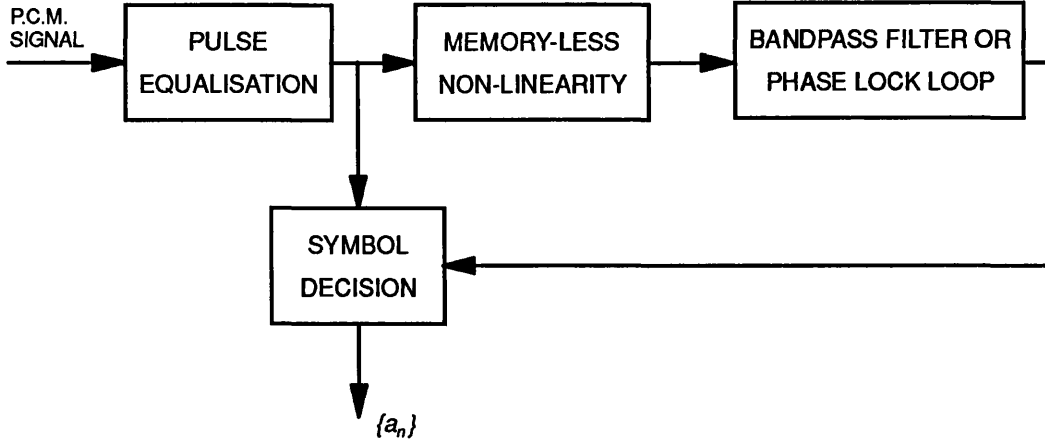 P.C.M.
SIGNAL
PULSE
EQUALISATION
MEMORY-LESS
NON-LINEARITY
BANDPASS FILTER OR
PHASE LOCK LOOP
SYMBOL
DECISION
{aₙ}